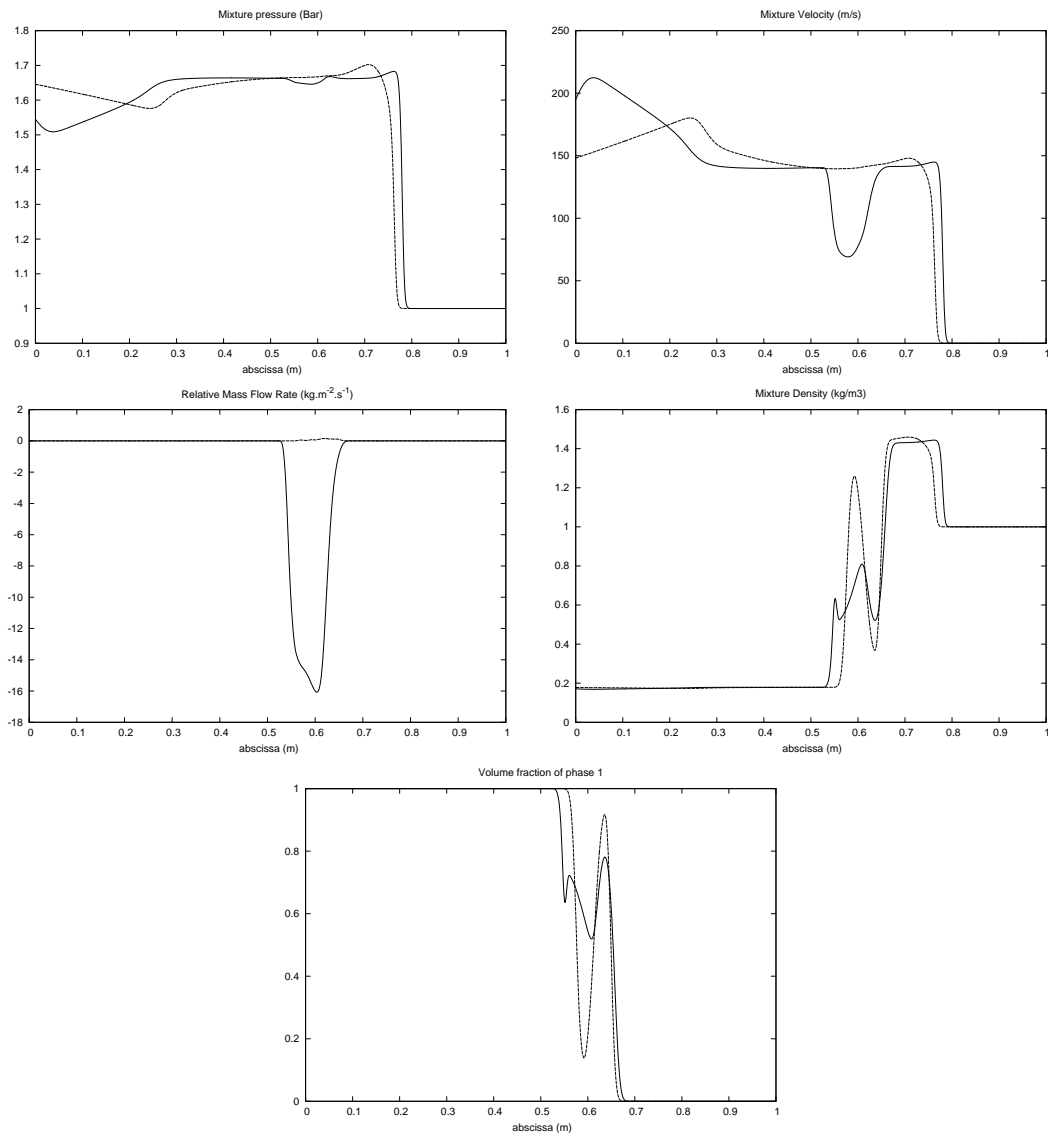 Mixture pressure (Bar)
1.8
1.7
1.6
1.5
1.4
1.3
1.2
1.1
1
0.9
0 0.1 0.2 0.3 0.4 0.5 0.6 0.7 0.8 0.9 1
abscissa (m)
Mixture Velocity (m/s)
250
200
150
100
50
0
0 0.1 0.2 0.3 0.4 0.5 0.6 0.7 0.8 0.9 1
abscissa (m)
Relative Mass Flow Rate (kg.m-2.s-1)
2
0
-2
-4
-6
-8
-10
-12
-14
-16
-18
0 0.1 0.2 0.3 0.4 0.5 0.6 0.7 0.8 0.9 1
abscissa (m)
Mixture Density (kg/m3)
1.6
1.4
1.2
1
0.8
0.6
0.4
0.2
0
0 0.1 0.2 0.3 0.4 0.5 0.6 0.7 0.8 0.9 1
abscissa (m)
Volume fraction of phase 1
1
0.8
0.6
0.4
0.2
0
0 0.1 0.2 0.3 0.4 0.5 0.6 0.7 0.8 0.9 1
abscissa (m)